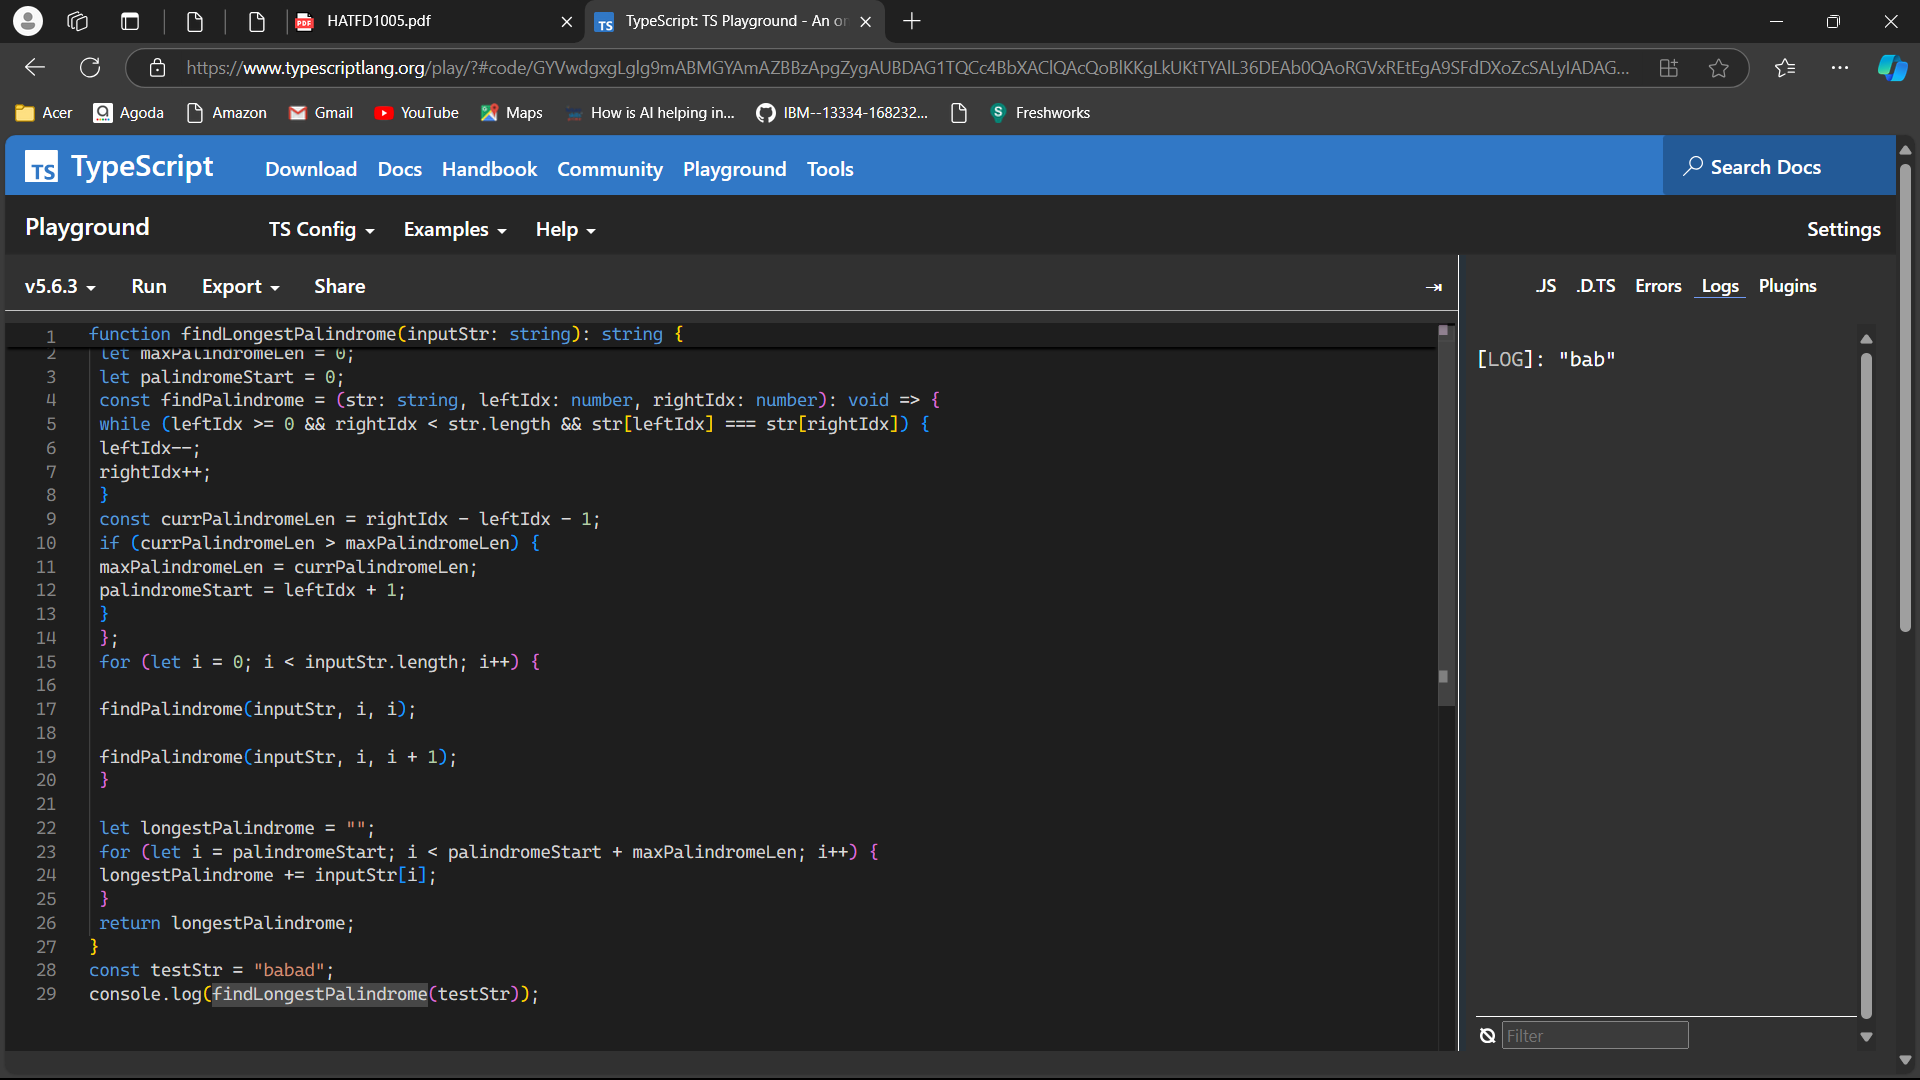 HATFD1005.pdf
TypeScript: TS Playground - An or
https://www.typescriptlang.org/play/?#code/GYVwdgxgLglg9mABMGYAmAZBBzApgZygAUBDAG1TQCc4BbXAClQAcQoBlKKgLkUKtTYAlL36DEAb0QAoRGVxREtEgA9SFdDXoZcSALyIADAG...
Acer
Agoda
Amazon
Gmail
YouTube
Maps
How is AI helping in...
IBM--13334-168232...
Freshworks
TS TypeScript
Download Docs Handbook Community Playground Tools
Search Docs
Playground
TS Config
Examples
Help
Settings
v5.6.3
Run
Export
Share
1 function findLongestPalindrome(inputStr: string): string {
2 let maxPalindromeLen = 0;
3 let palindromeStart = 0;
4 const findPalindrome = (str: string, leftIdx: number, rightIdx: number): void => {
5 while (leftIdx >= 0 && rightIdx < str.length && str[leftIdx] === str[rightIdx]) {
6 leftIdx--;
7 rightIdx++;
8 }
9 const currPalindromeLen = rightIdx - leftIdx - 1;
10 if (currPalindromeLen > maxPalindromeLen) {
11 maxPalindromeLen = currPalindromeLen;
12 palindromeStart = leftIdx + 1;
13 }
14 };
15 for (let i = 0; i < inputStr.length; i++) {
16
17 findPalindrome(inputStr, i, i);
18
19 findPalindrome(inputStr, i, i + 1);
20 }
21
22 let longestPalindrome = "";
23 for (let i = palindromeStart; i < palindromeStart + maxPalindromeLen; i++) {
24 longestPalindrome += inputStr[i];
25 }
26 return longestPalindrome;
27 }
28 const testStr = "babad";
29 console.log(findLongestPalindrome(testStr));
.JS .D.TS Errors Logs Plugins
[LOG]: "bab"
Filter